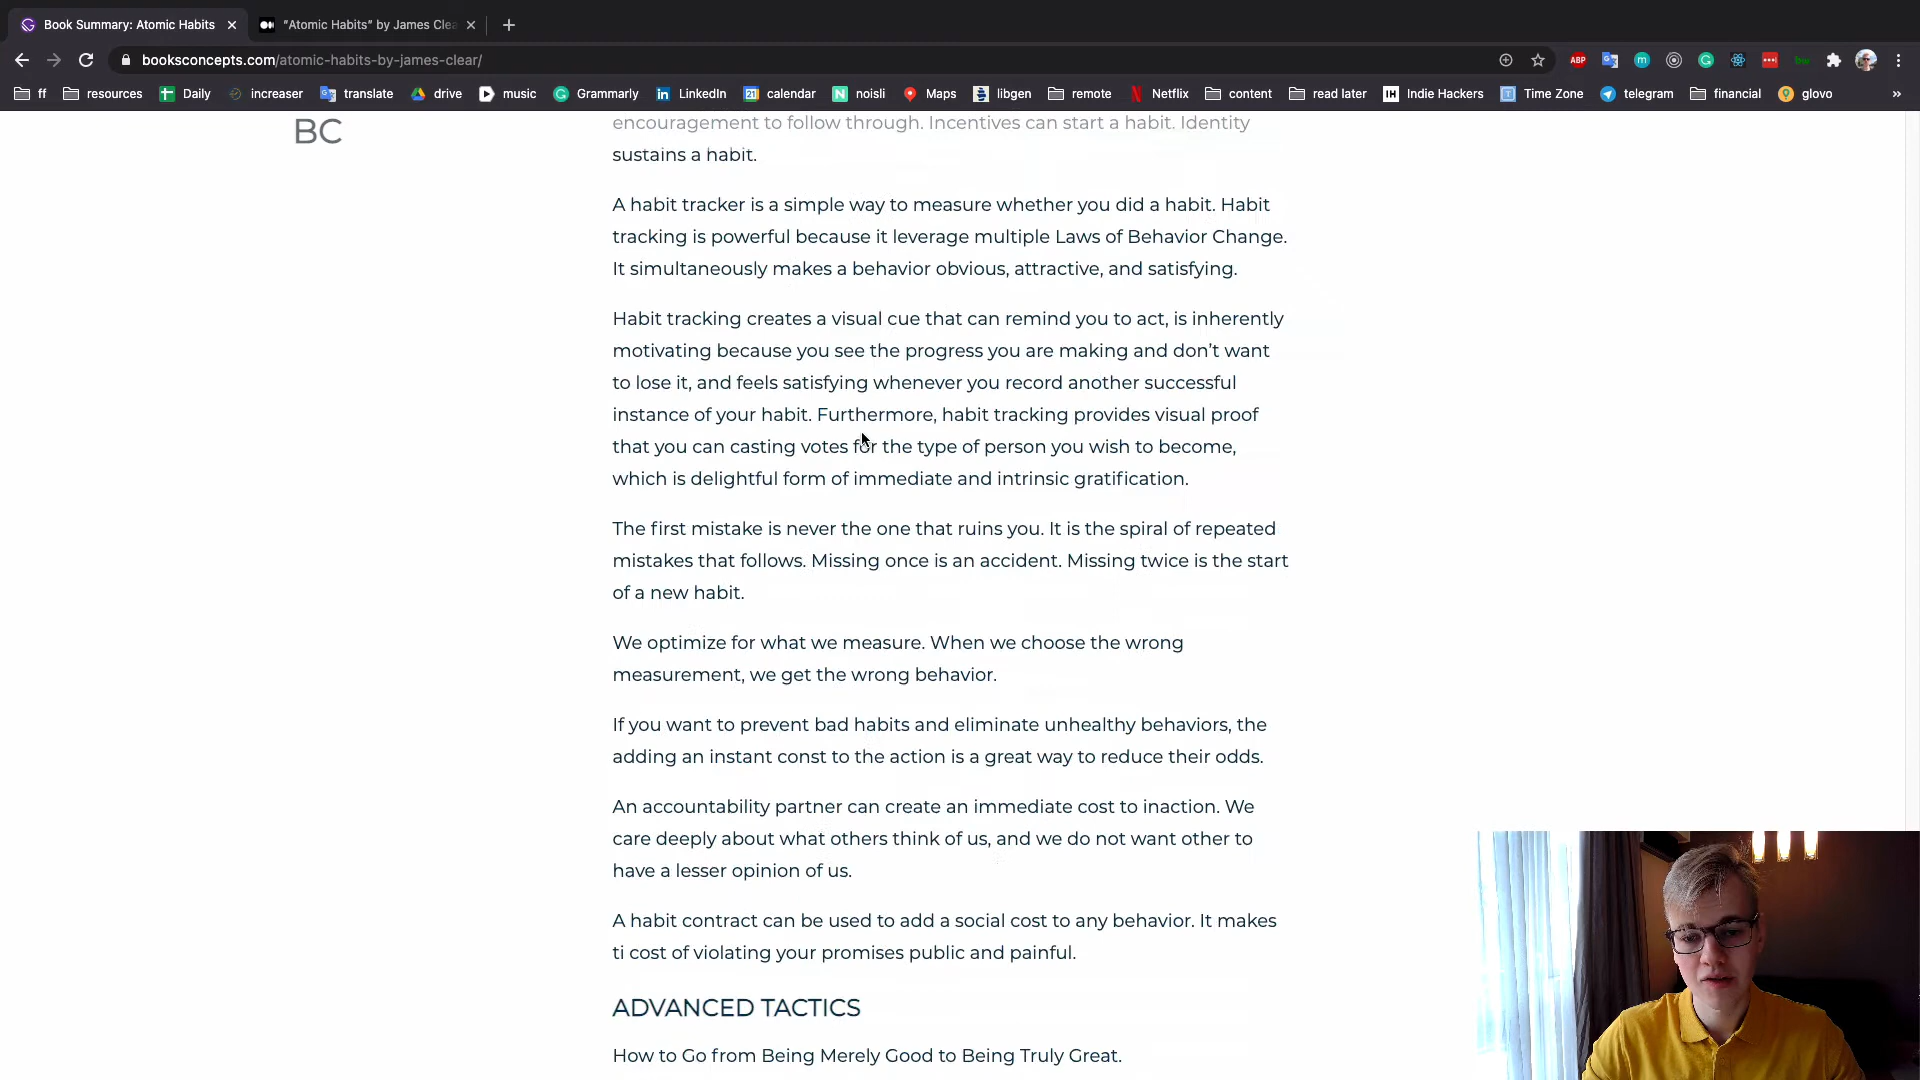 Book Summary: Atomic Habits
"Atomic Habits" by James Clea
booksconcepts.com/atomic-habits-by-james-clear/
ABP
m
G
ff
resources
Daily
increaser
translate
drive
music
Grammarly
LinkedIn
calendar
noisli
Maps
libgen
remote
Netflix
content
read later
IH Indie Hackers
Time Zone
telegram
financial
glovo
»
BC
encouragement to follow through. Incentives can start a habit. Identity
sustains a habit.
A habit tracker is a simple way to measure whether you did a habit. Habit
tracking is powerful because it leverage multiple Laws of Behavior Change.
It simultaneously makes a behavior obvious, attractive, and satisfying.
Habit tracking creates a visual cue that can remind you to act, is inherently
motivating because you see the progress you are making and don’t want
to lose it, and feels satisfying whenever you record another successful
instance of your habit. Furthermore, habit tracking provides visual proof
that you can casting votes for the type of person you wish to become,
which is delightful form of immediate and intrinsic gratification.
The first mistake is never the one that ruins you. It is the spiral of repeated
mistakes that follows. Missing once is an accident. Missing twice is the start
of a new habit.
We optimize for what we measure. When we choose the wrong
measurement, we get the wrong behavior.
If you want to prevent bad habits and eliminate unhealthy behaviors, the
adding an instant const to the action is a great way to reduce their odds.
An accountability partner can create an immediate cost to inaction. We
care deeply about what others think of us, and we do not want other to
have a lesser opinion of us.
A habit contract can be used to add a social cost to any behavior. It makes
ti cost of violating your promises public and painful.
ADVANCED TACTICS
How to Go from Being Merely Good to Being Truly Great.